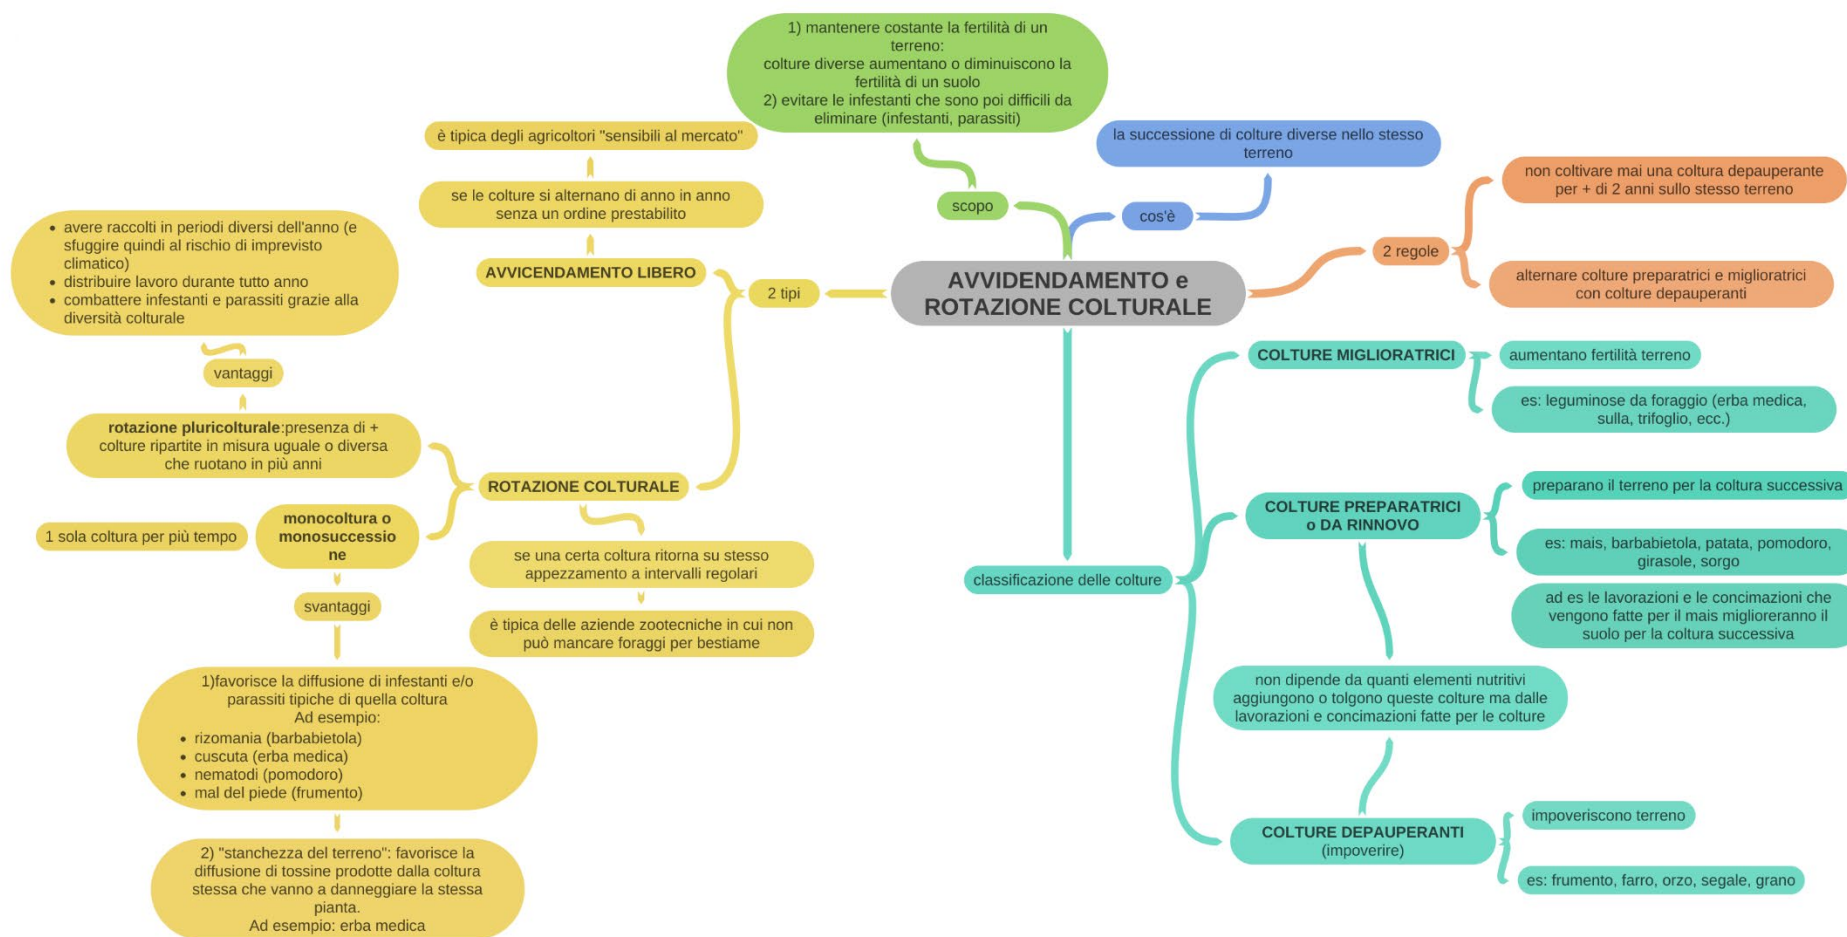 1) mantenere costante la fertilità di un
terreno:
colture diverse aumentano o diminuiscono la
fertilità di un suolo
2) evitare le infestanti che sono poi difficili da
eliminare (infestanti, parassiti)
scopo
la successione di colture diverse nello stesso
terreno
cos'è
AVVIDENDAMENTO e
ROTAZIONE COLTURALE
2 regole
non coltivare mai una coltura depauperante
per + di 2 anni sullo stesso terreno
alternare colture preparatrici e miglioratrici
con colture depauperanti
2 tipi
è tipica degli agricoltori "sensibili al mercato"
se le colture si alternano di anno in anno
senza un ordine prestabilito
AVVICENDAMENTO LIBERO
ROTAZIONE COLTURALE
se una certa coltura ritorna su stesso
appezzamento a intervalli regolari
è tipica delle aziende zootecniche in cui non
può mancare foraggi per bestiame
• avere raccolti in periodi diversi dell'anno (e
sfuggire quindi al rischio di imprevisto
climatico)
• distribuire lavoro durante tutto anno
• combattere infestanti e parassiti grazie alla
diversità colturale
vantaggi
rotazione pluricolturale:presenza di +
colture ripartite in misura uguale o diversa
che ruotano in più anni
1 sola coltura per più tempo
monocoltura o
monosuccessio
ne
svantaggi
1)favorisce la diffusione di infestanti e/o
parassiti tipiche di quella coltura
Ad esempio:
• rizomania (barbabietola)
• cuscuta (erba medica)
• nematodi (pomodoro)
• mal del piede (frumento)
2) "stanchezza del terreno": favorisce la
diffusione di tossine prodotte dalla coltura
stessa che vanno a danneggiare la stessa
pianta.
Ad esempio: erba medica
classificazione delle colture
COLTURE MIGLIORATRICI
aumentano fertilità terreno
es: leguminose da foraggio (erba medica,
sulla, trifoglio, ecc.)
COLTURE PREPARATRICI
o DA RINNOVO
preparano il terreno per la coltura successiva
es: mais, barbabietola, patata, pomodoro,
girasole, sorgo
ad es le lavorazioni e le concimazioni che
vengono fatte per il mais miglioreranno il
suolo per la coltura successiva
non dipende da quanti elementi nutritivi
aggiungono o tolgono queste colture ma dalle
lavorazioni e concimazioni fatte per le colture
COLTURE DEPAUPERANTI
(impoverire)
impoveriscono terreno
es: frumento, farro, orzo, segale, grano